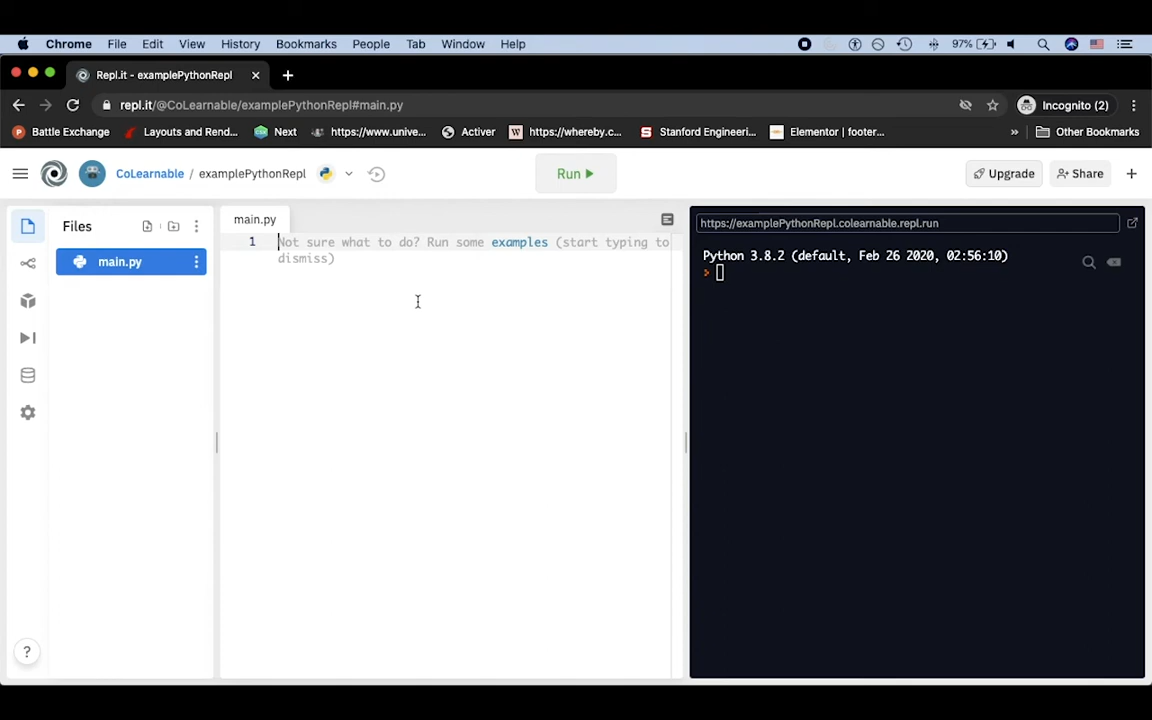 Chrome File Edit View History Bookmarks People Tab Window Help 97%
Repl.it - examplePythonRepl
repl.it/@CoLearnable/examplePythonRepl#main.py Incognito (2)
Battle Exchange Layouts and Rend... Next https://www.unive... Activer https://whereby.c... Stanford Engineeri... Elementor | footer... » Other Bookmarks
CoLearnable / examplePythonRepl Run Upgrade Share
Files
main.py
main.py
1 Not sure what to do? Run some examples (start typing to
dismiss)
https://examplePythonRepl.colearnable.repl.run
Python 3.8.2 (default, Feb 26 2020, 02:56:10)
>
?